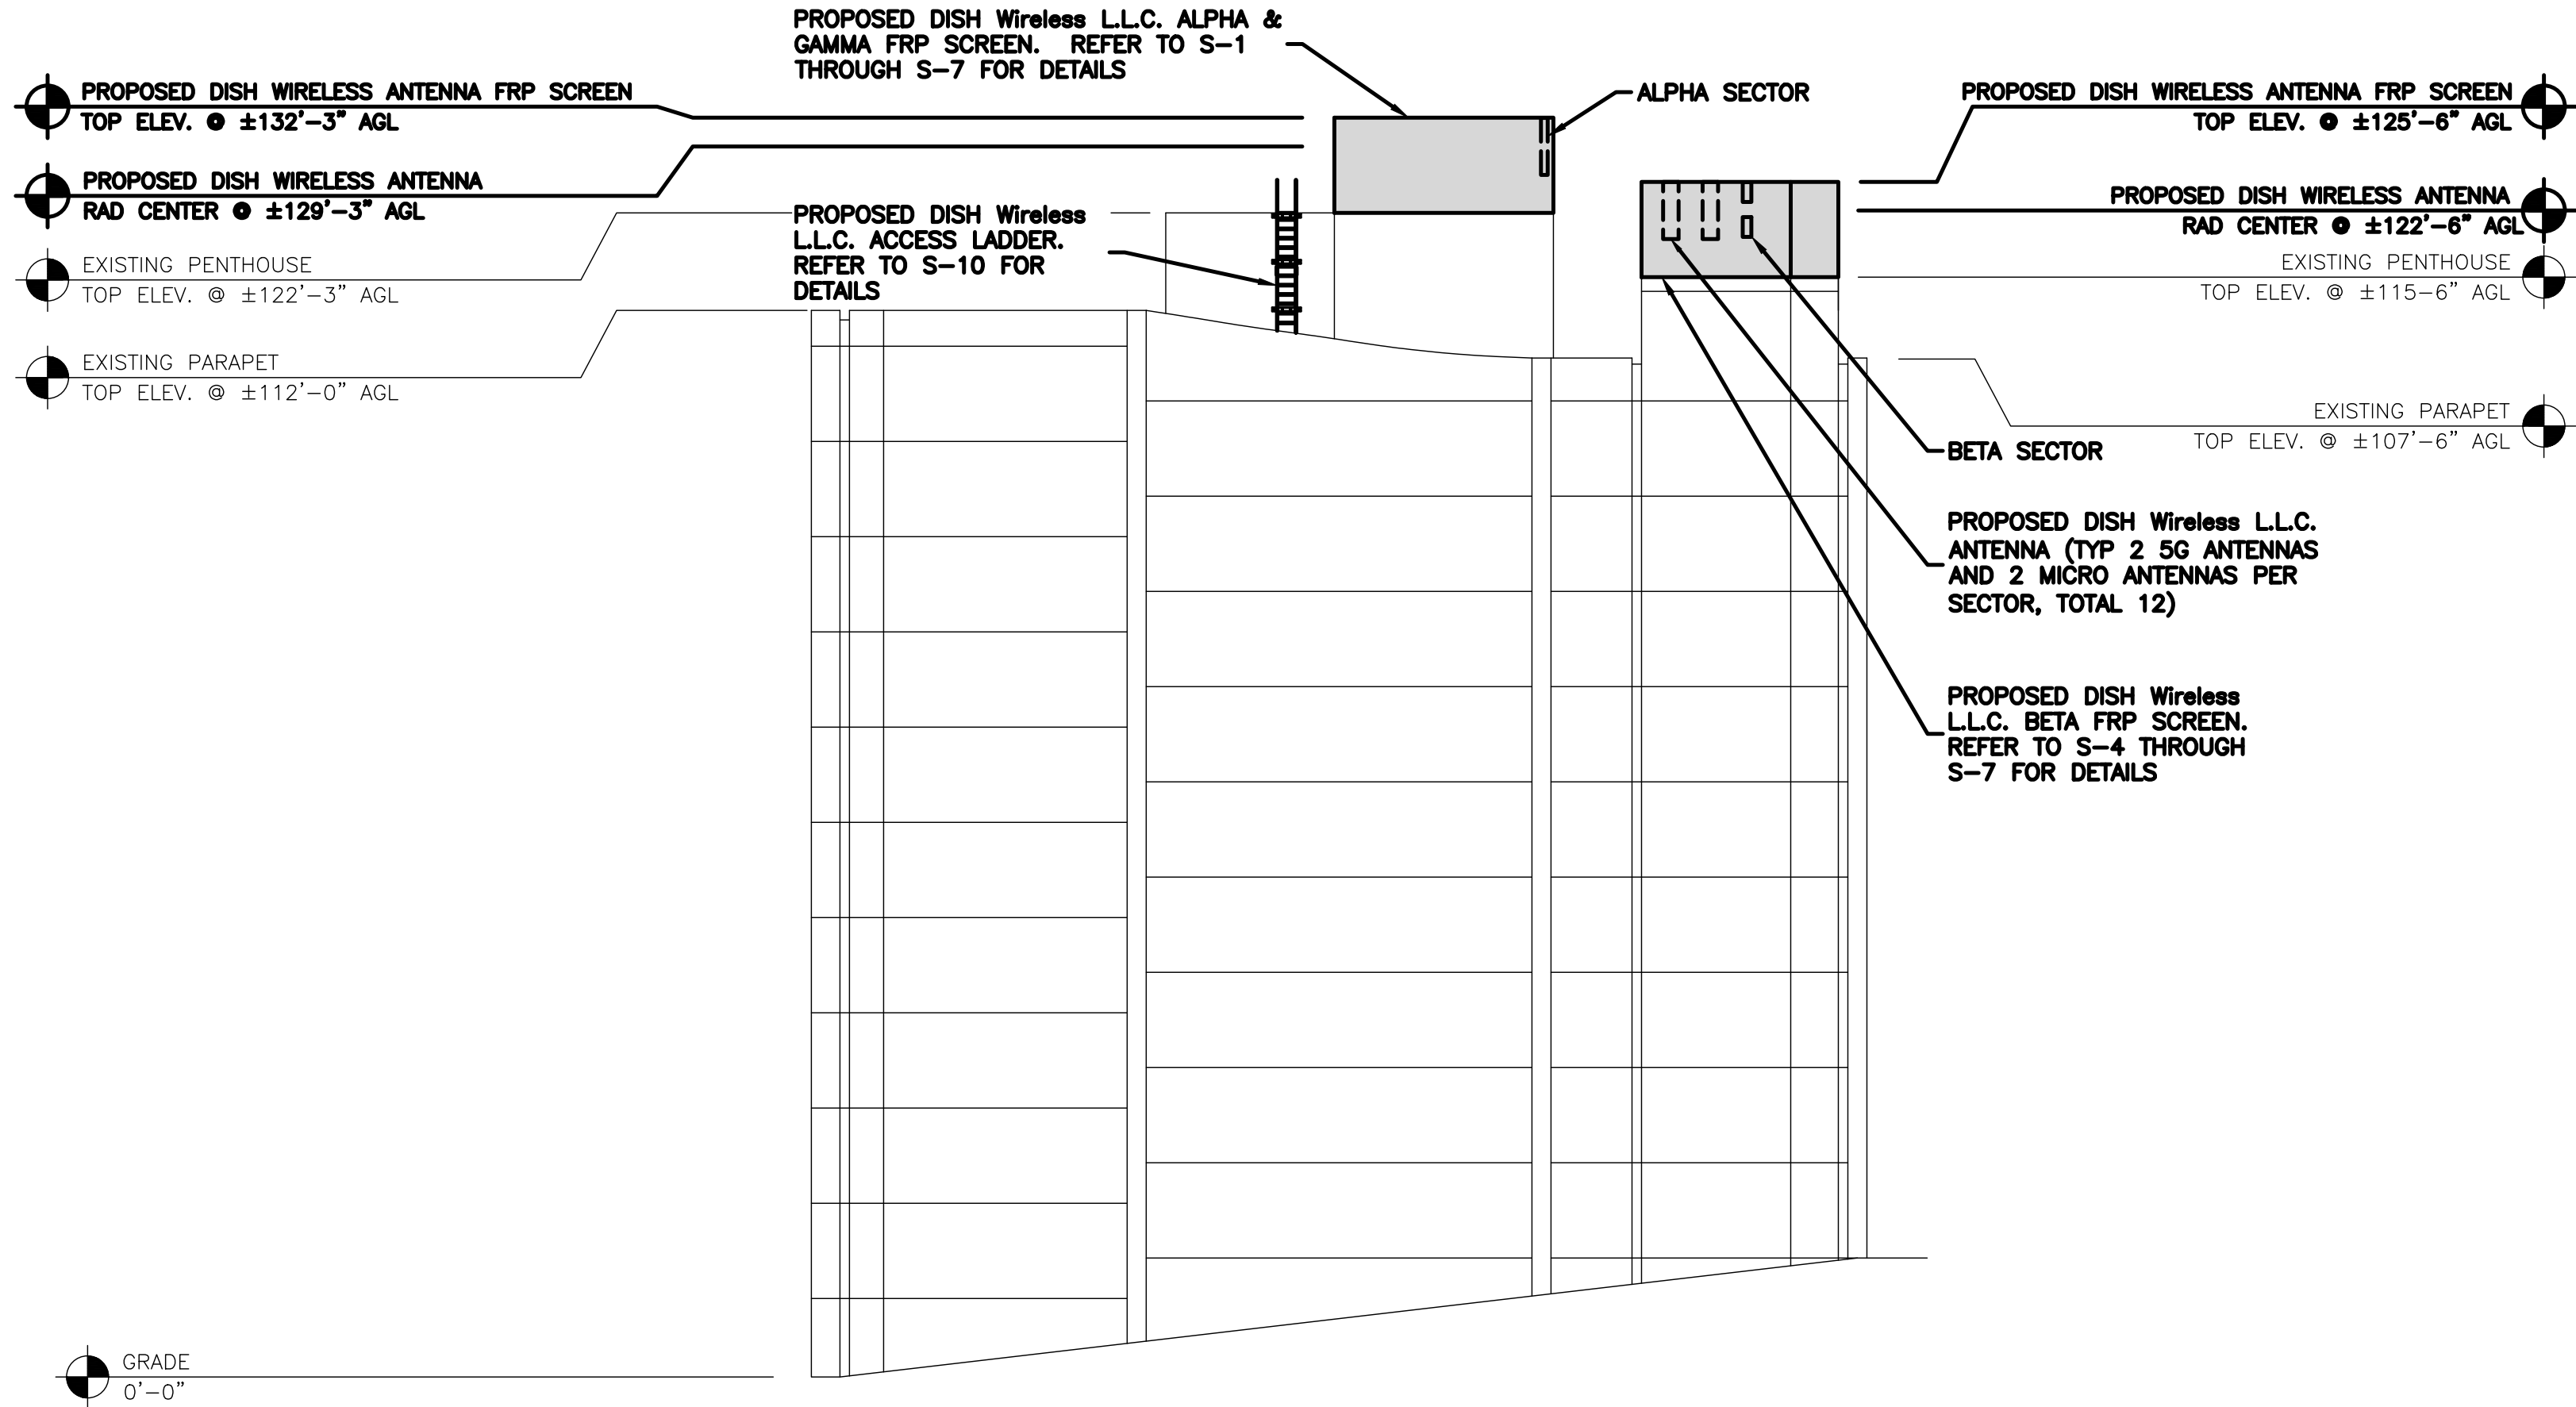 PROPOSED DISH Wireless L.L.C. ALPHA &
GAMMA FRP SCREEN. REFER TO S-1
THROUGH S-7 FOR DETAILS
PROPOSED DISH WIRELESS ANTENNA FRP SCREEN
TOP ELEV. @ ±132'-3" AGL
PROPOSED DISH WIRELESS ANTENNA
RAD CENTER @ ±129'-3" AGL
EXISTING PENTHOUSE
TOP ELEV. @ ±122'-3" AGL
EXISTING PARAPET
TOP ELEV. @ ±112'-0" AGL
PROPOSED DISH Wireless
L.L.C. ACCESS LADDER.
REFER TO S-10 FOR
DETAILS
ALPHA SECTOR
PROPOSED DISH WIRELESS ANTENNA FRP SCREEN
TOP ELEV. @ ±125'-6" AGL
PROPOSED DISH WIRELESS ANTENNA
RAD CENTER @ ±122'-6" AGL
EXISTING PENTHOUSE
TOP ELEV. @ ±115-6" AGL
EXISTING PARAPET
TOP ELEV. @ ±107'-6" AGL
BETA SECTOR
PROPOSED DISH Wireless L.L.C.
ANTENNA (TYP 2 5G ANTENNAS
AND 2 MICRO ANTENNAS PER
SECTOR, TOTAL 12)
PROPOSED DISH Wireless
L.L.C. BETA FRP SCREEN.
REFER TO S-4 THROUGH
S-7 FOR DETAILS
GRADE
0'-0"